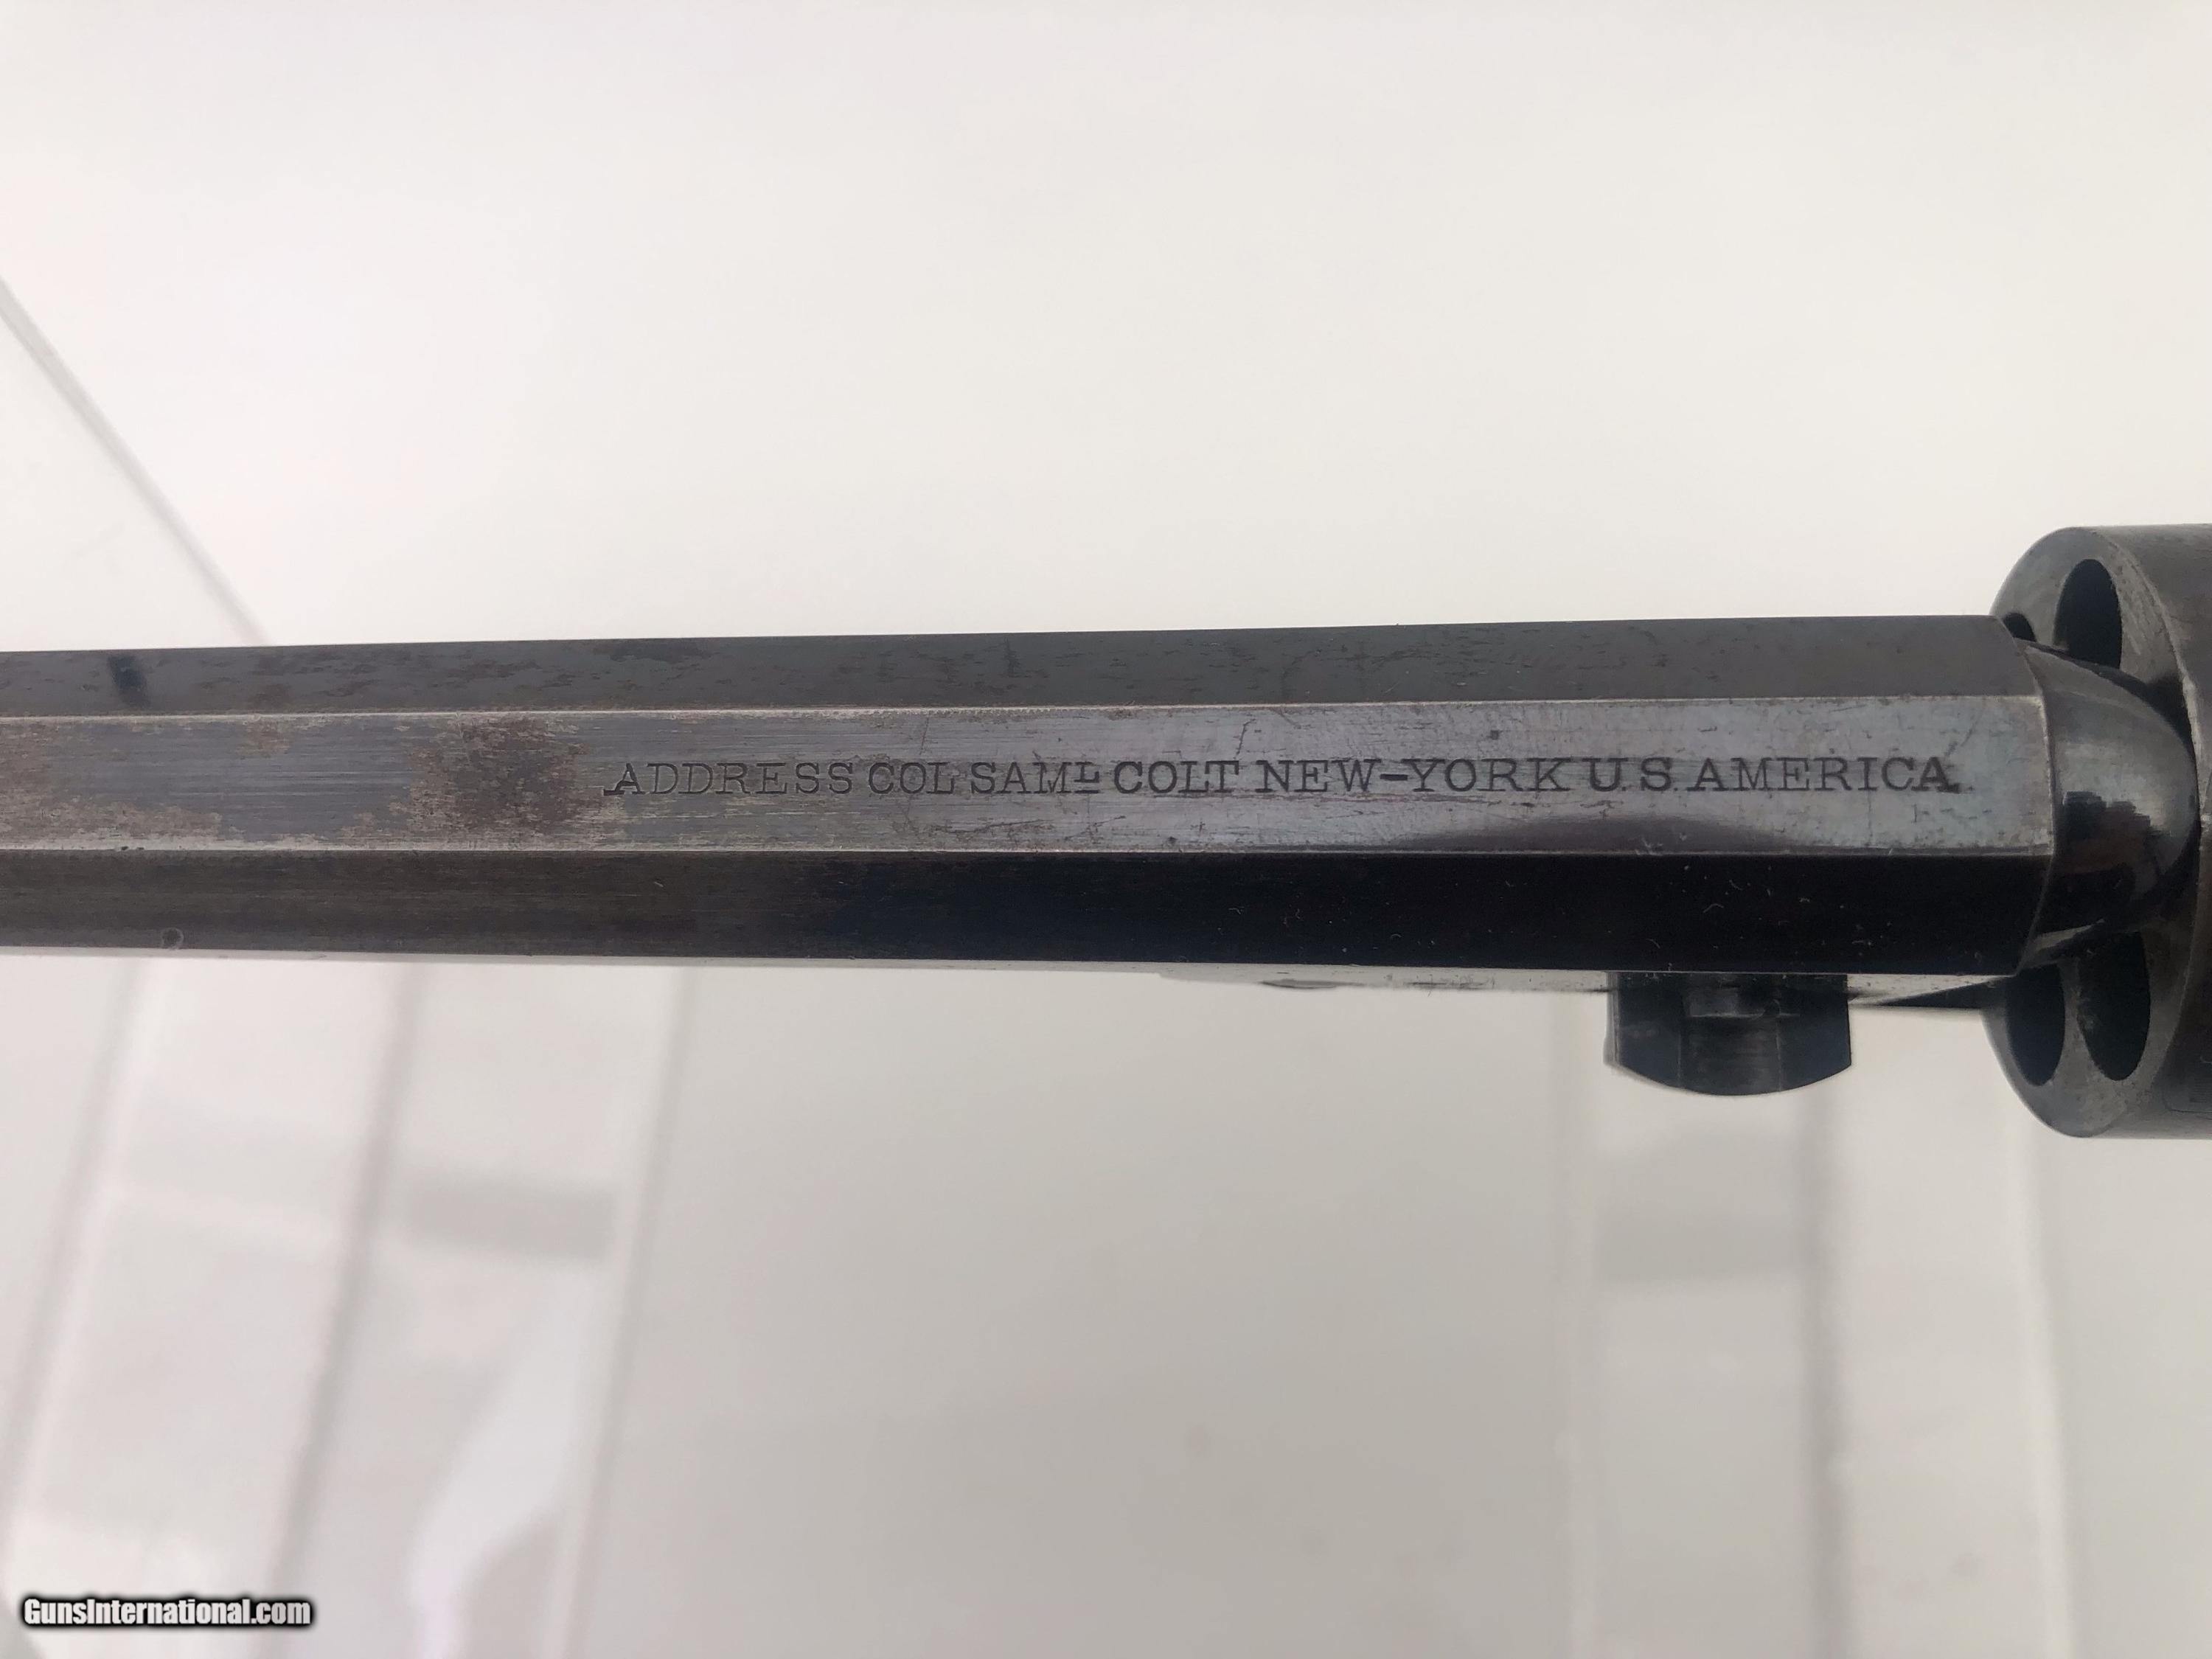 ADDRESS COL SAMᴸ COLT NEW-YORK U.S. AMERICA.
GunsInternational.com